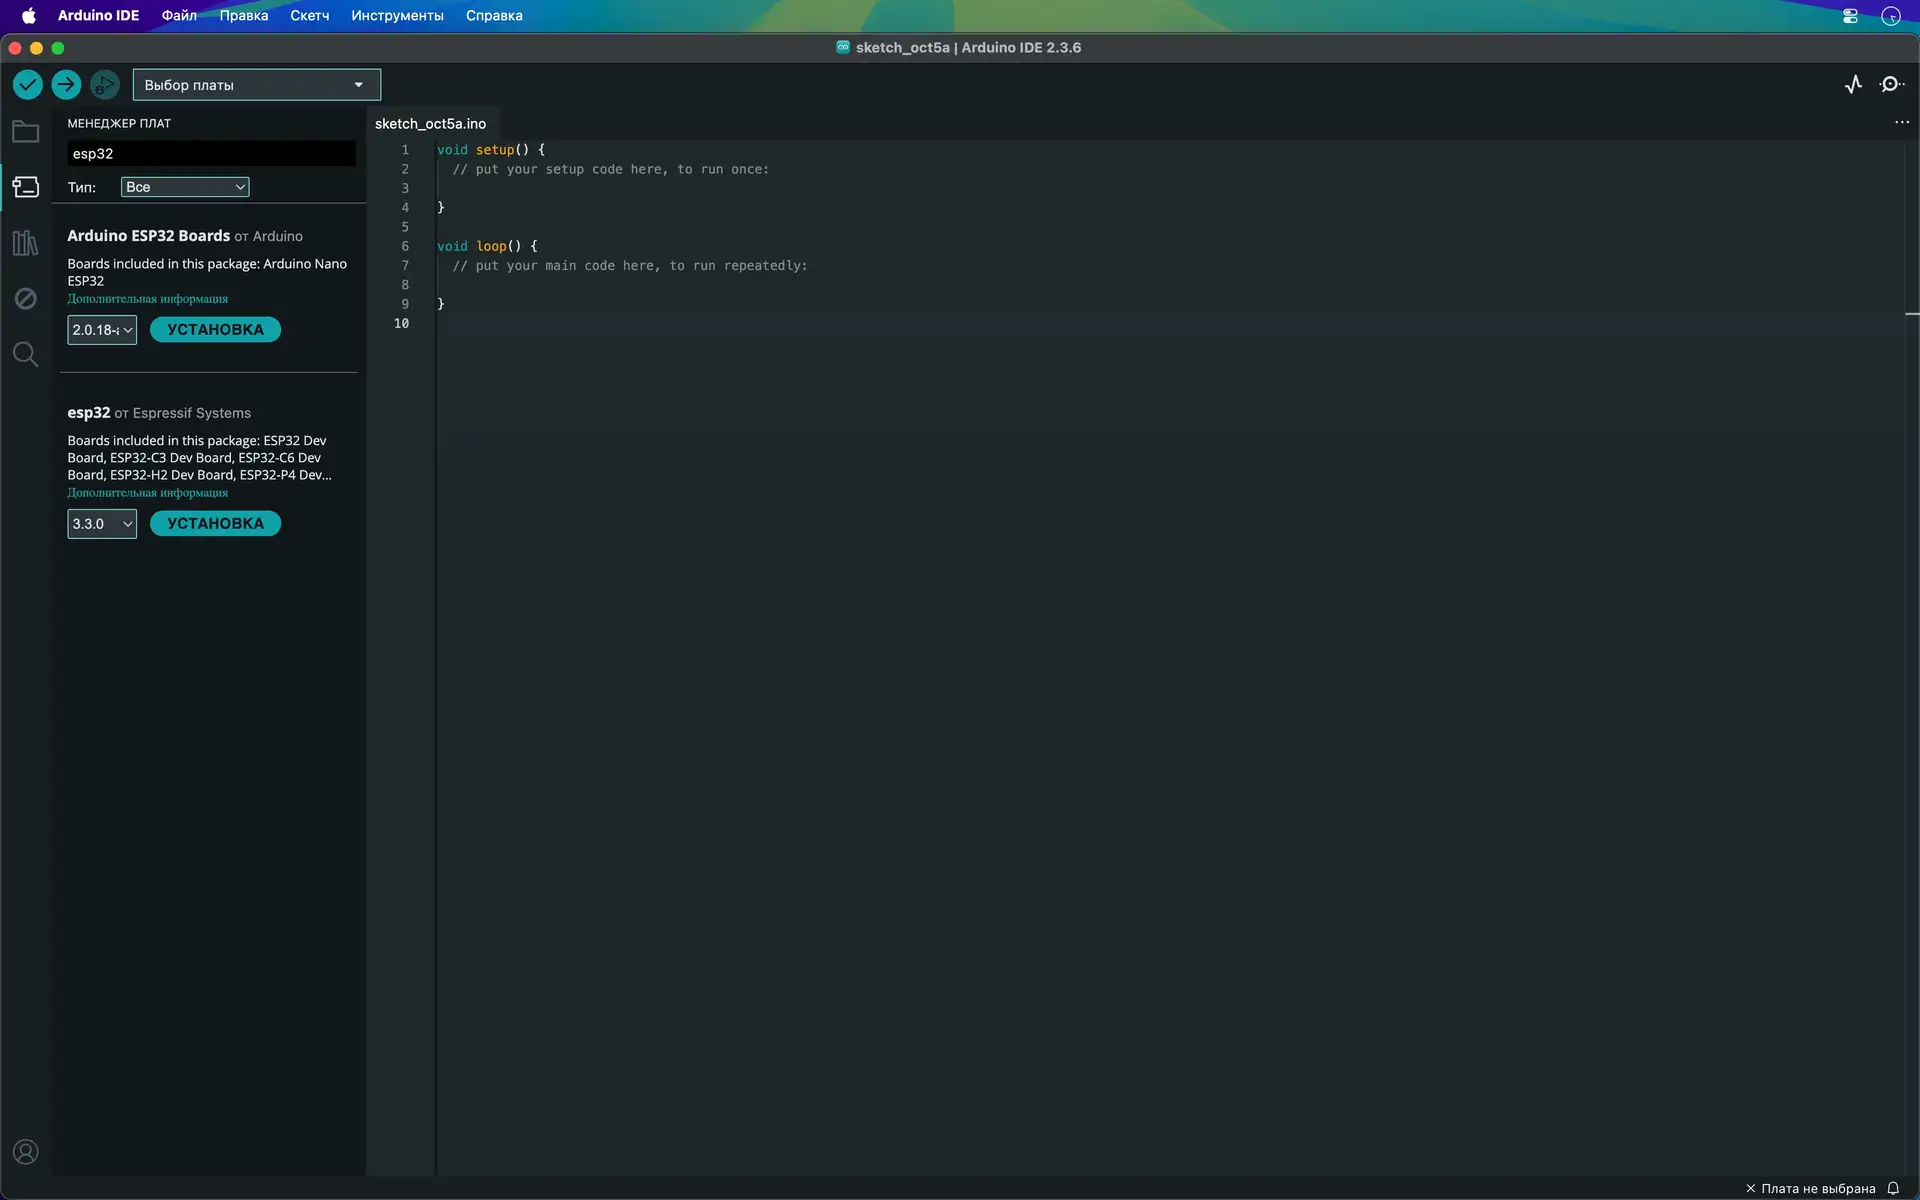 Arduino IDE Файл Правка Скетч Инструменты Справка
sketch_oct5a | Arduino IDE 2.3.6
Выбор платы
МЕНЕДЖЕР ПЛАТ
esp32
Тип: Все
Arduino ESP32 Boards от Arduino
Boards included in this package: Arduino Nano
ESP32
Дополнительная информация
2.0.18-a УСТАНОВКА
esp32 от Espressif Systems
Boards included in this package: ESP32 Dev
Board, ESP32-C3 Dev Board, ESP32-C6 Dev
Board, ESP32-H2 Dev Board, ESP32-P4 Dev...
Дополнительная информация
3.3.0 УСТАНОВКА
sketch_oct5a.ino
1 void setup() {
2 // put your setup code here, to run once:
3
4 }
5
6 void loop() {
7 // put your main code here, to run repeatedly:
8
9 }
10
Плата не выбрана